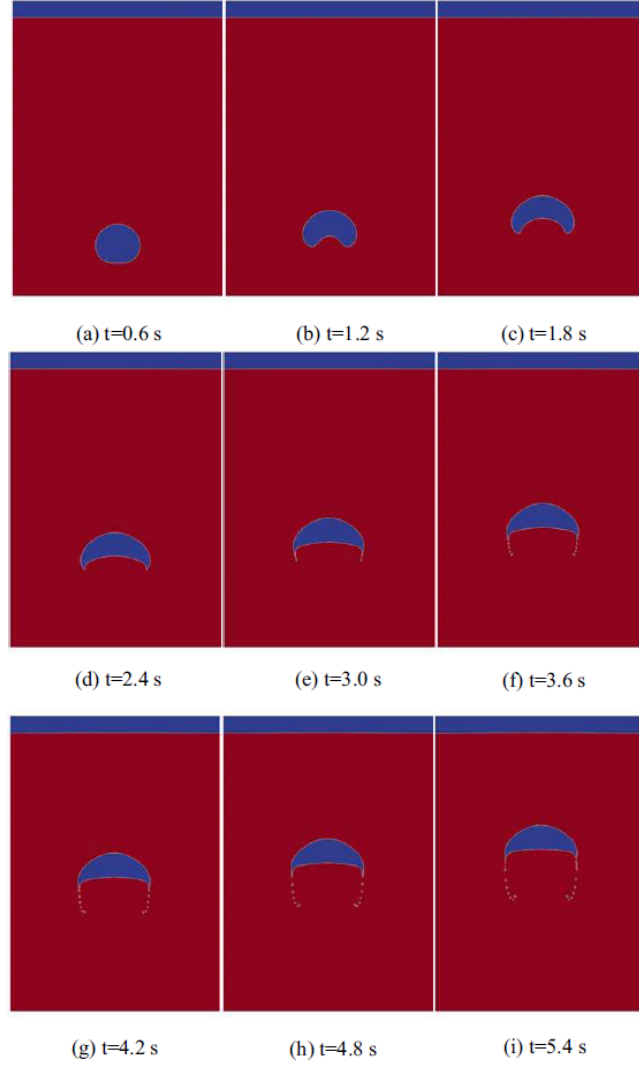 (a) t=0.6 s
(b) t=1.2 s
(c) t=1.8 s
(d) t=2.4 s
(e) t=3.0 s
(f) t=3.6 s
(g) t=4.2 s
(h) t=4.8 s
(i) t=5.4 s